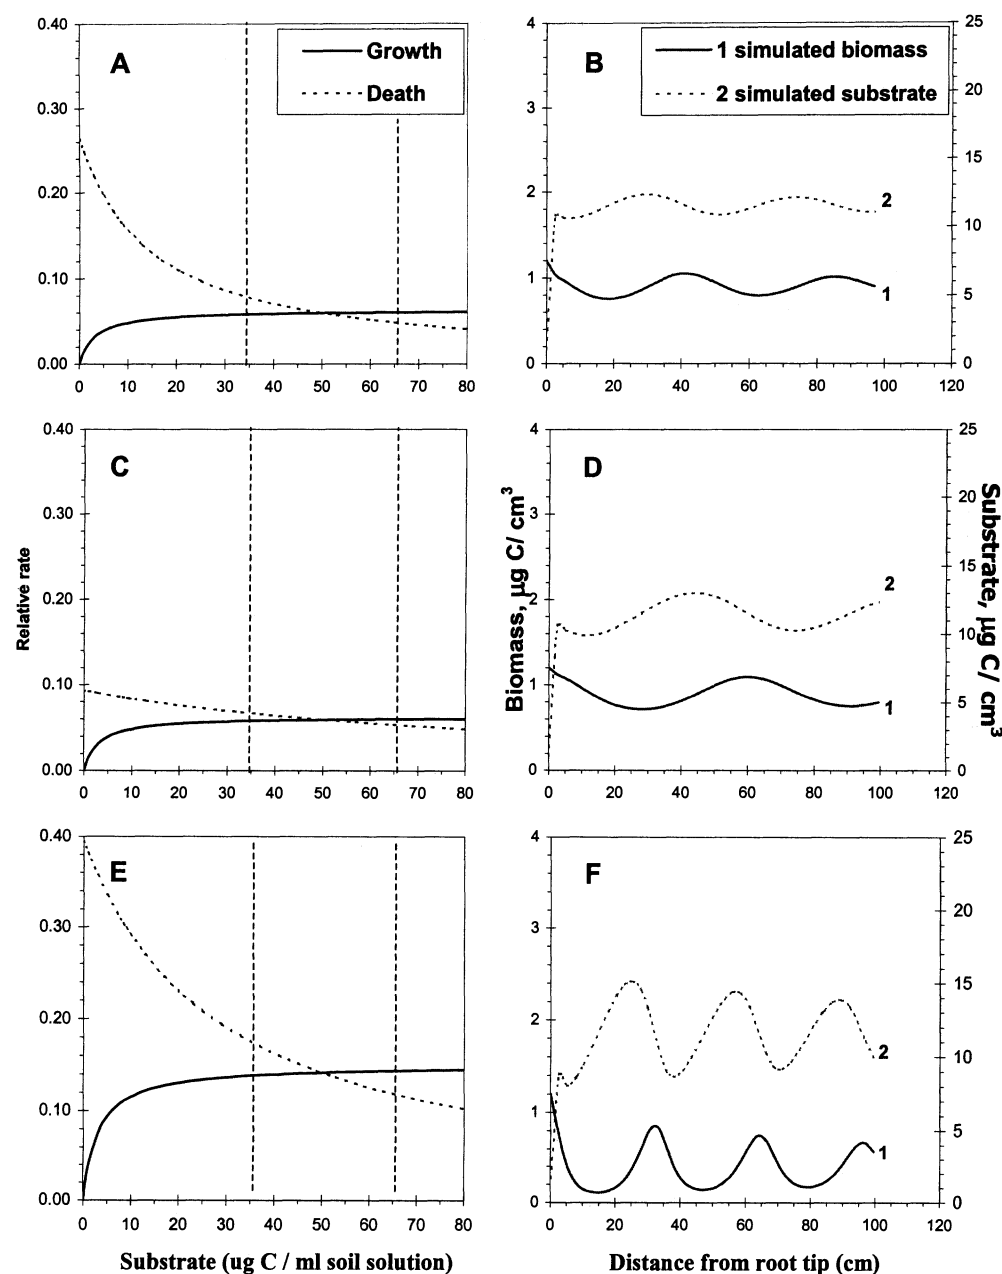 A
Growth
Death
0.40
0.30
0.20
0.10
0.00
0 10 20 30 40 50 60 70 80
B
1 simulated biomass
2 simulated substrate
4
3
2
1
0
25
20
15
10
5
0
2
1
0 20 40 60 80 100 120
C
Relative rate
0.40
0.30
0.20
0.10
0.00
0 10 20 30 40 50 60 70 80
D
Biomass, µg C/ cm3
4
3
2
1
0
Substrate, µg C/ cm3
25
20
15
10
5
0
2
1
0 20 40 60 80 100 120
E
0.40
0.30
0.20
0.10
0.00
0 10 20 30 40 50 60 70 80
Substrate (ug C / ml soil solution)
F
4
3
2
1
0
25
20
15
10
5
0
2
1
0 20 40 60 80 100 120
Distance from root tip (cm)